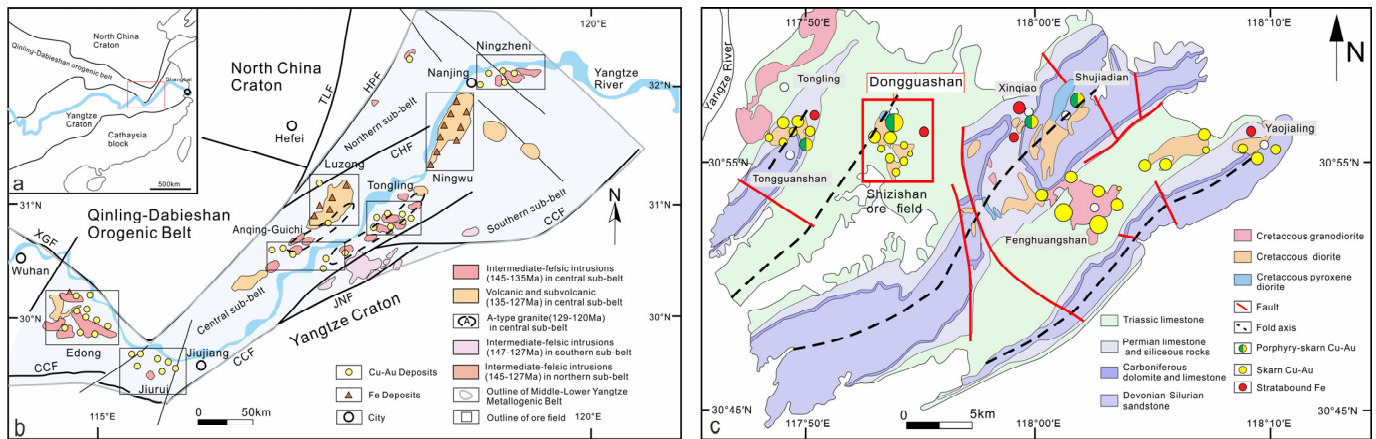 North China
Craton
Qinling-Dabieshan orogenic belt
Shanghai
Yangtze
Craton
Cathaysia
block
500km
a
120°E
Ningzheni
Nanjing
Yangtze
River
North China
Craton
TLF
HPF
32°N
Hefei
Northern sub-belt
CHF
Luzong
Ningwu
Tongling
N
31°N
Qinling-Dabieshan
Orogenic Belt
Anqing-Guichi
Southern sub-belt
CCF
XGF
Wuhan
Central sub-belt
JNF
Yangtze Craton
30°N
30°N
Edong
CCF
Jiujiang
CCF
Jiurui
115°E
0 50km
b
Cu-Au Deposits
Fe Deposits
City
Intermediate-felsic intrusions
(145-135Ma) in central sub-belt
Volcanic and subvolcanic
(135-127Ma) in central sub-belt
A
A-type granite(129-120Ma)
in central sub-belt
Intermediate-felsic intrusions
(147-127Ma) in southern sub-belt
Intermediate-felsic intrusions
(145-127Ma) in northern sub-belt
Outline of Middle-Lower Yangtze
Metallogenic Belt
Outline of ore field
120°E
117°50′E
118°00′E
118°10′E
N
Yangze River
Tongling
Dongguashan
Xinqiao
Shujiadian
Yaojialing
30°55′N
30°55′N
Tongguanshan
Shizishan
ore field
Fenghuangshan
Triassic limestone
Permian limestone
and siliceous rocks
Carboniferous
dolomite and limestone
Devonian-Silurian
sandstone
Cretaccous granodiorite
Cretaccous diorite
Cretaccous pyroxene
diorite
Fault
Fold axis
Porphyry-skarn Cu-Au
Skarn Cu-Au
Stratabound Fe
30°45′N
30°45′N
0 5km
c
117°50′E
118°00′E
118°10′E